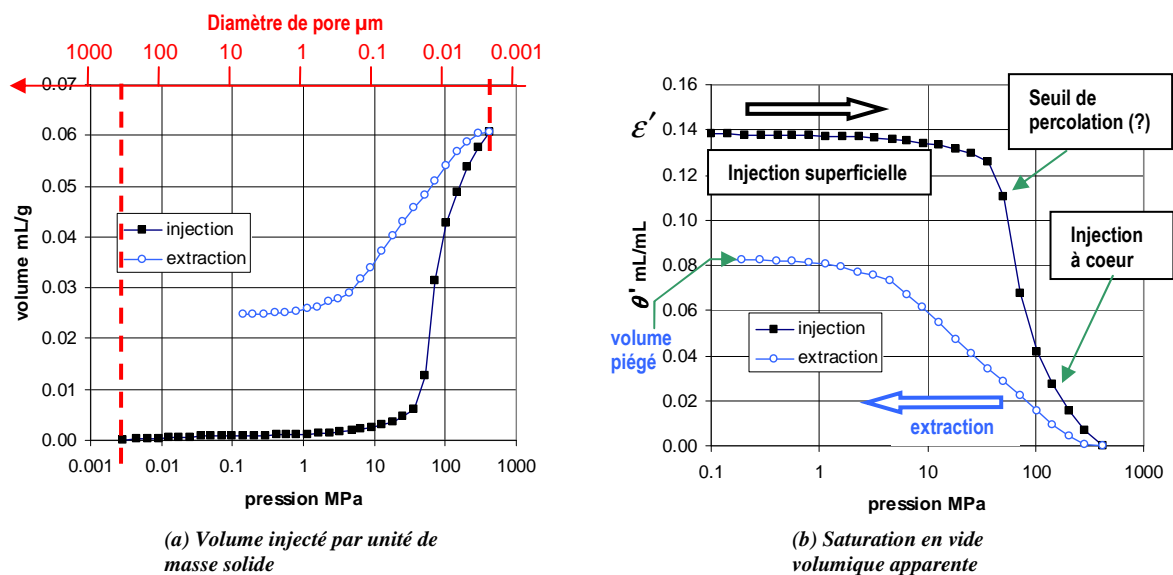 Diamètre de pore µm
1000 100 10 1 0.1 0.01 0.001
0.07
0.06
0.05
0.04
0.03
0.02
0.01
0.00
volume mL/g
injection
extraction
0.001 0.01 0.1 1 10 100 1000
pression MPa
(a) Volume injecté par unité de
masse solide
0.16
0.14
0.12
0.10
0.08
0.06
0.04
0.02
0.00
ε'
θ' mL/mL
Injection superficielle
Seuil de
percolation (?)
Injection
à coeur
volume
piégé
injection
extraction
extraction
0.1 1 10 100 1000
pression MPa
(b) Saturation en vide
volumique apparente